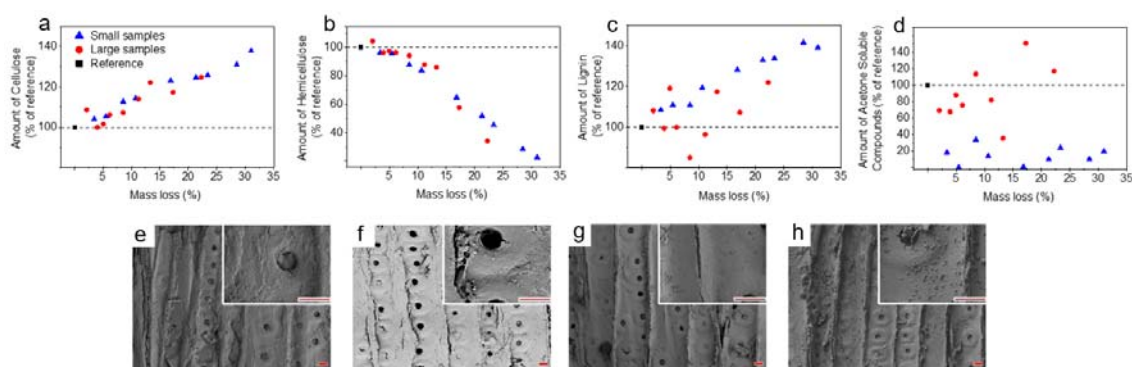 a
Amount of Cellulose
(% of reference)
140
120
100
Small samples
Large samples
Reference
0 5 10 15 20 25 30 35
Mass loss (%)
b
Amount of Hemicellulose
(% of reference)
100
80
60
40
0 5 10 15 20 25 30 35
Mass loss (%)
c
Amount of Lignin
(% of reference)
140
120
100
0 5 10 15 20 25 30 35
Mass loss (%)
d
Amount of Acetone Soluble
Compounds (% of reference)
140
120
100
80
60
40
20
0 5 10 15 20 25 30 35
Mass loss (%)
e
f
g
h